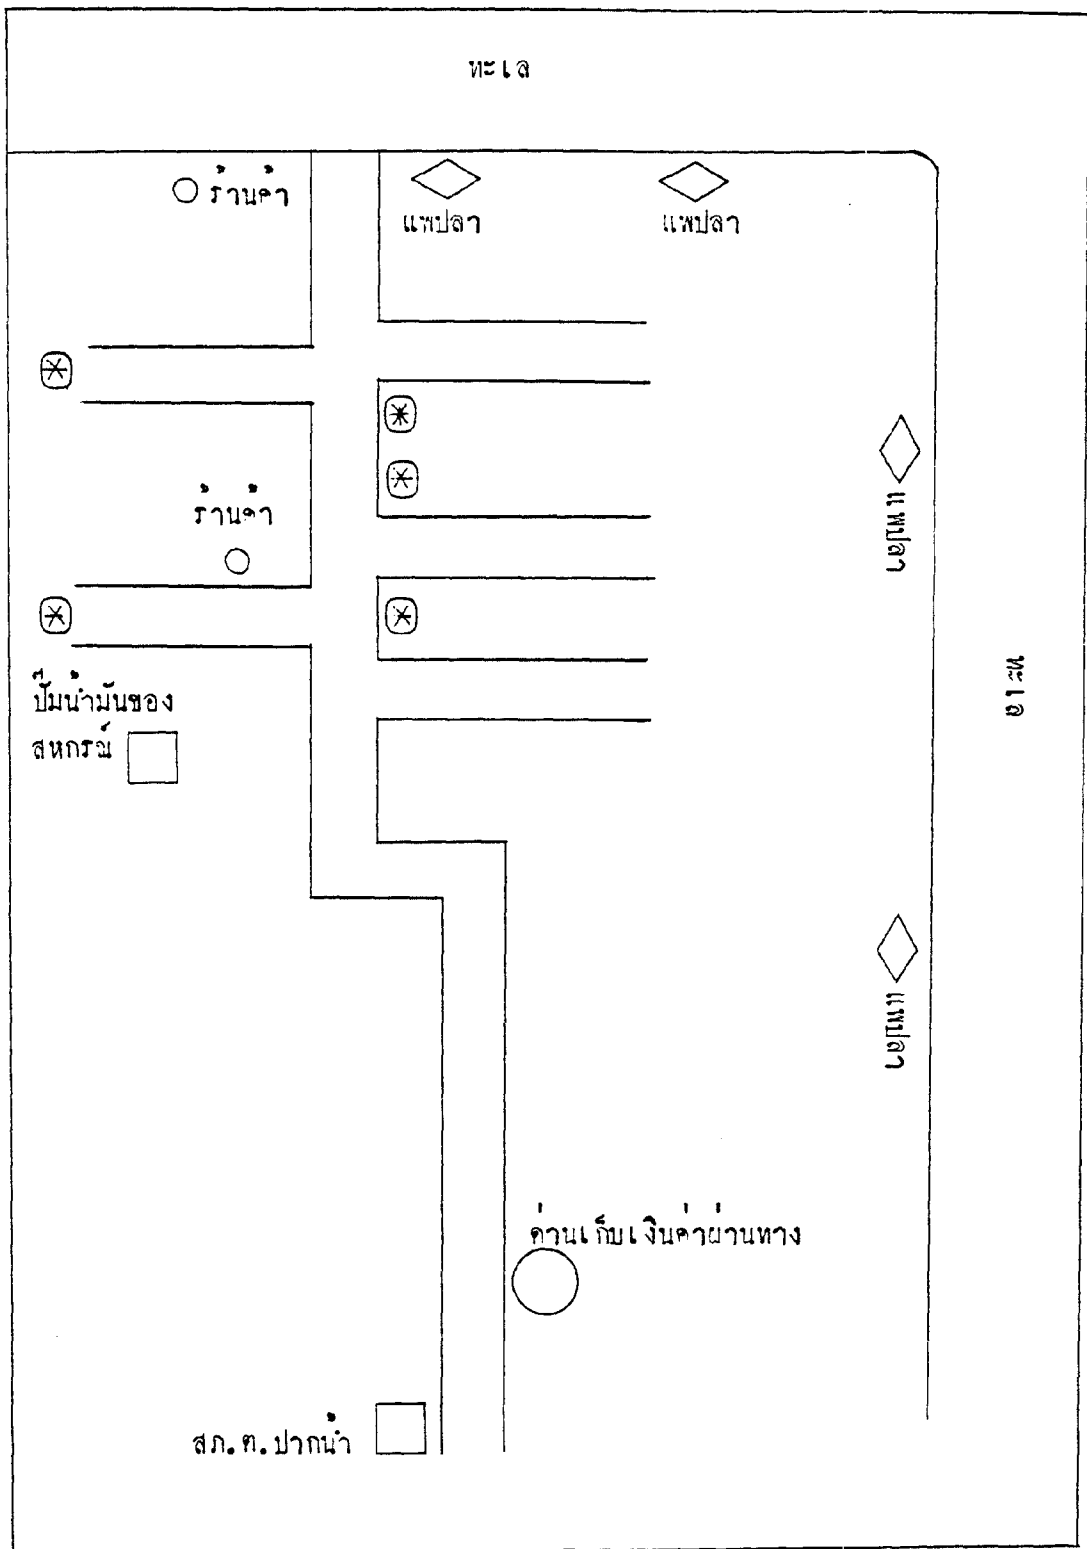 ทะเล
ร้านค้า
แพปลา
แพปลา
ร้านค้า
แพปลา
ทะเล
ปั๊มน้ำมันของ
สหกรณ์
แพปลา
ด่านเก็บเงินค่าผ่านทาง
สภ.ต.ปากน้ำ